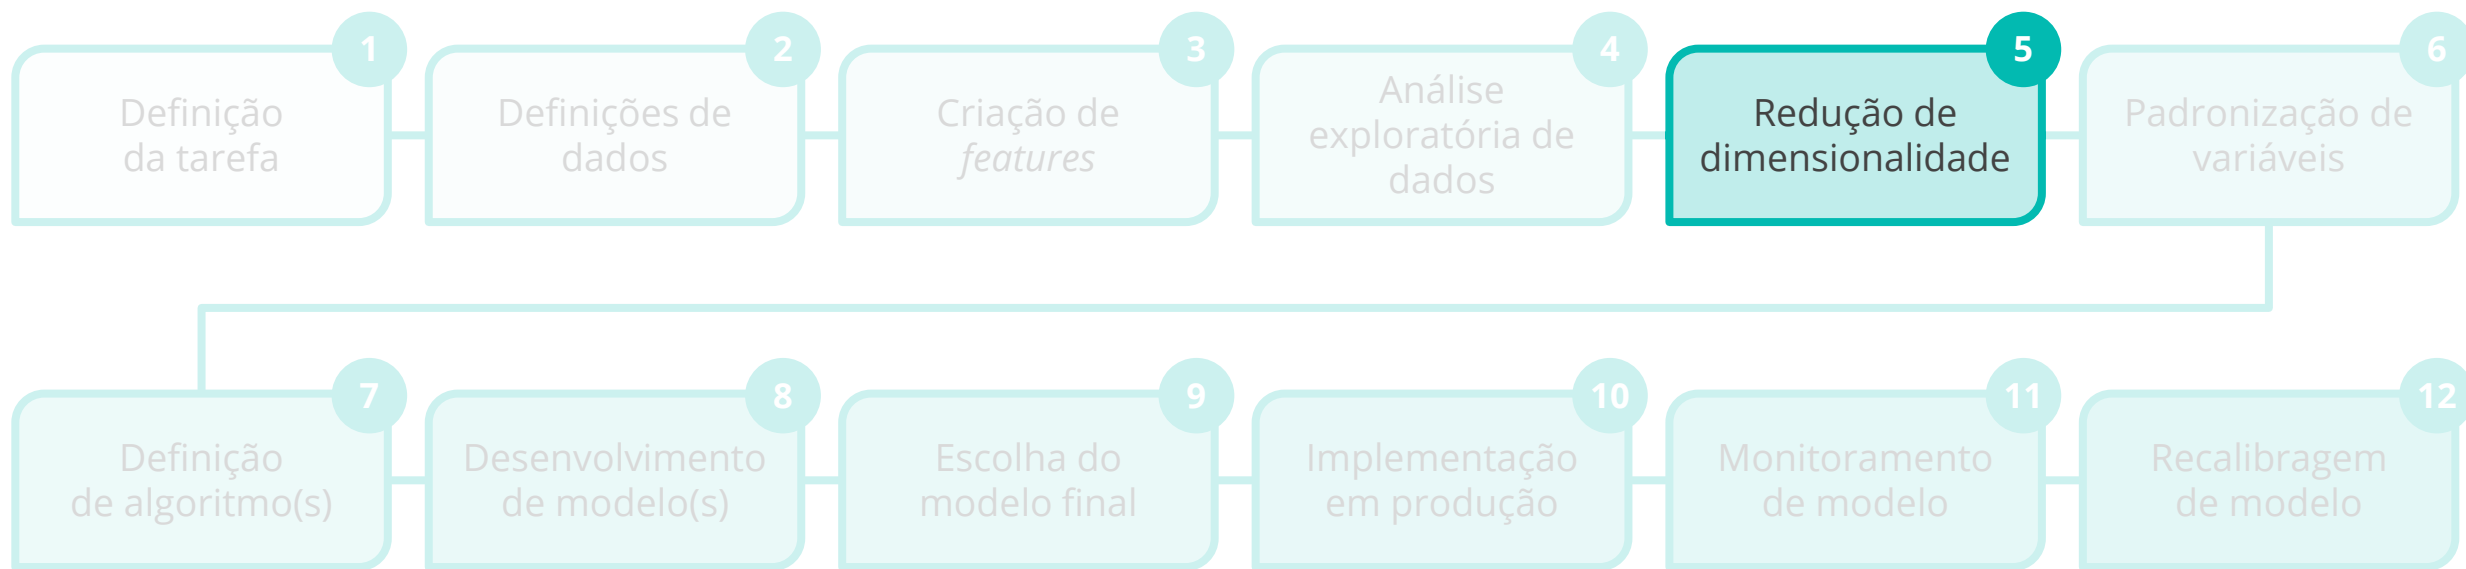 1
Definição
da tarefa
2
Definições de
dados
3
Criação de
features
4
Análise
exploratória de
dados
5
Redução de
dimensionalidade
6
Padronização de
variáveis
7
Definição
de algoritmo(s)
8
Desenvolvimento
de modelo(s)
9
Escolha do
modelo final
10
Implementação
em produção
11
Monitoramento
de modelo
12
Recalibragem
de modelo